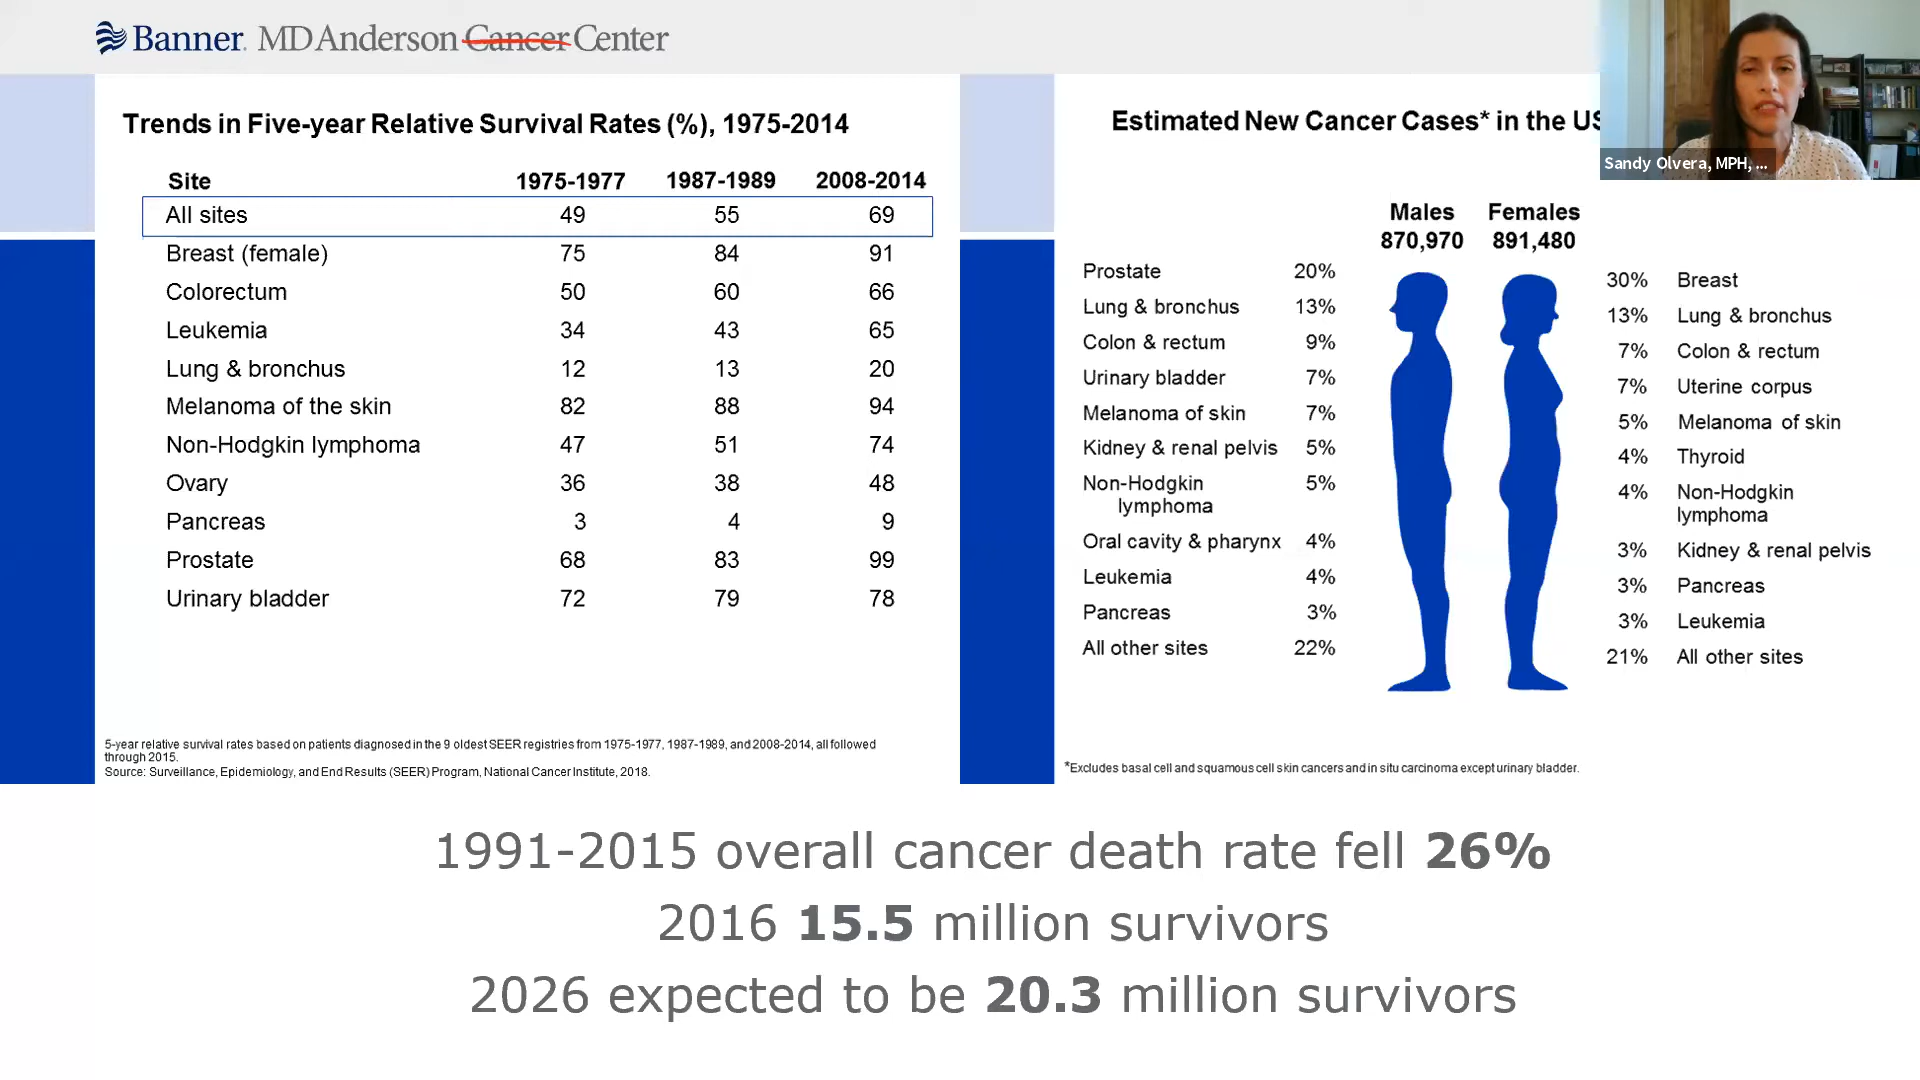 Banner. MD Anderson Cancer Center
Trends in Five-year Relative Survival Rates (%), 1975-2014
Site 1975-1977 1987-1989 2008-2014
All sites 49 55 69
Breast (female) 75 84 91
Colorectum 50 60 66
Leukemia 34 43 65
Lung & bronchus 12 13 20
Melanoma of the skin 82 88 94
Non-Hodgkin lymphoma 47 51 74
Ovary 36 38 48
Pancreas 3 4 9
Prostate 68 83 99
Urinary bladder 72 79 78
5-year relative survival rates based on patients diagnosed in the 9 oldest SEER registries from 1975-1977, 1987-1989, and 2008-2014, all followed
through 2015.
Source: Surveillance, Epidemiology, and End Results (SEER) Program, National Cancer Institute, 2018.
Estimated New Cancer Cases* in the US
Sandy Olvera, MPH, ...
Males Females
870,970 891,480
Prostate 20%
Lung & bronchus 13%
Colon & rectum 9%
Urinary bladder 7%
Melanoma of skin 7%
Kidney & renal pelvis 5%
Non-Hodgkin 5%
lymphoma
Oral cavity & pharynx 4%
Leukemia 4%
Pancreas 3%
All other sites 22%
30% Breast
13% Lung & bronchus
7% Colon & rectum
7% Uterine corpus
5% Melanoma of skin
4% Thyroid
4% Non-Hodgkin
lymphoma
3% Kidney & renal pelvis
3% Pancreas
3% Leukemia
21% All other sites
*Excludes basal cell and squamous cell skin cancers and in situ carcinoma except urinary bladder.
1991-2015 overall cancer death rate fell 26%
2016 15.5 million survivors
2026 expected to be 20.3 million survivors